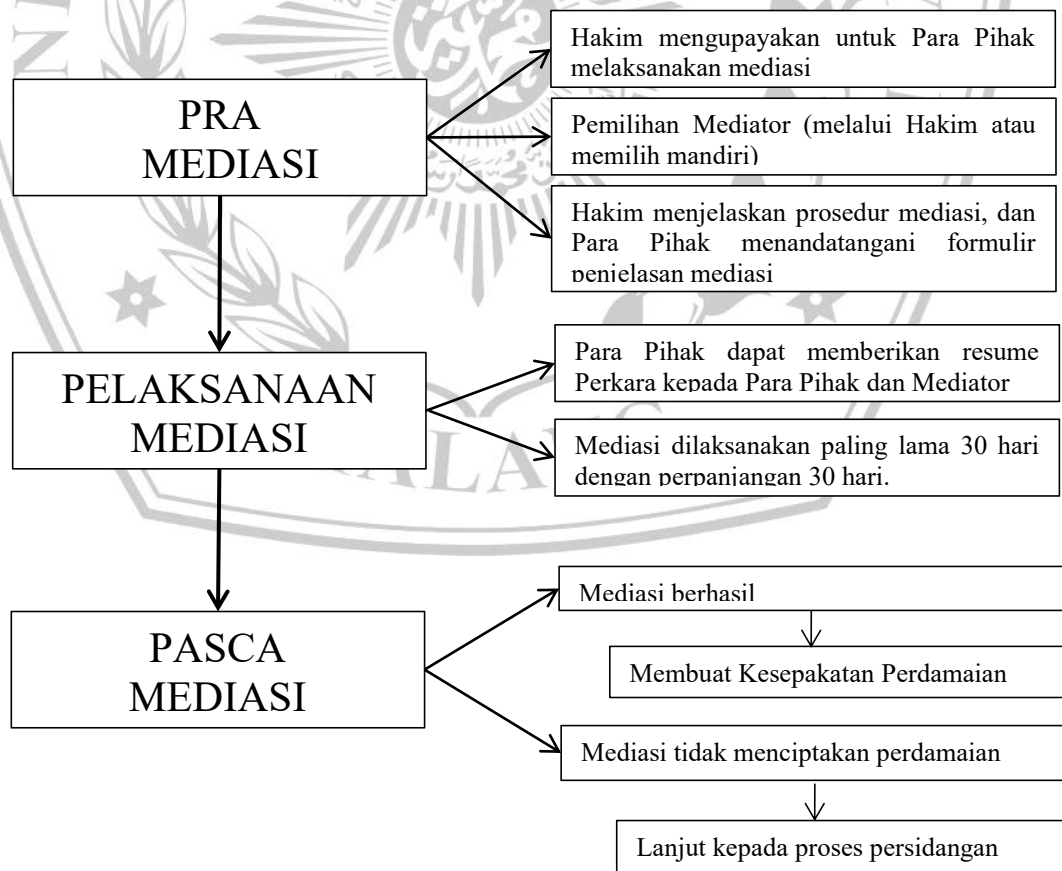 PRA
MEDIASI
Hakim mengupayakan untuk Para Pihak
melaksanakan mediasi
Pemilihan Mediator (melalui Hakim atau
memilih mandiri)
Hakim menjelaskan prosedur mediasi, dan
Para Pihak menandatangani formulir
penjelasan mediasi
PELAKSANAAN
MEDIASI
Para Pihak dapat memberikan resume
Perkara kepada Para Pihak dan Mediator
Mediasi dilaksanakan paling lama 30 hari
dengan perpanjangan 30 hari.
PASCA
MEDIASI
Mediasi berhasil
Membuat Kesepakatan Perdamaian
Mediasi tidak menciptakan perdamaian
Lanjut kepada proses persidangan